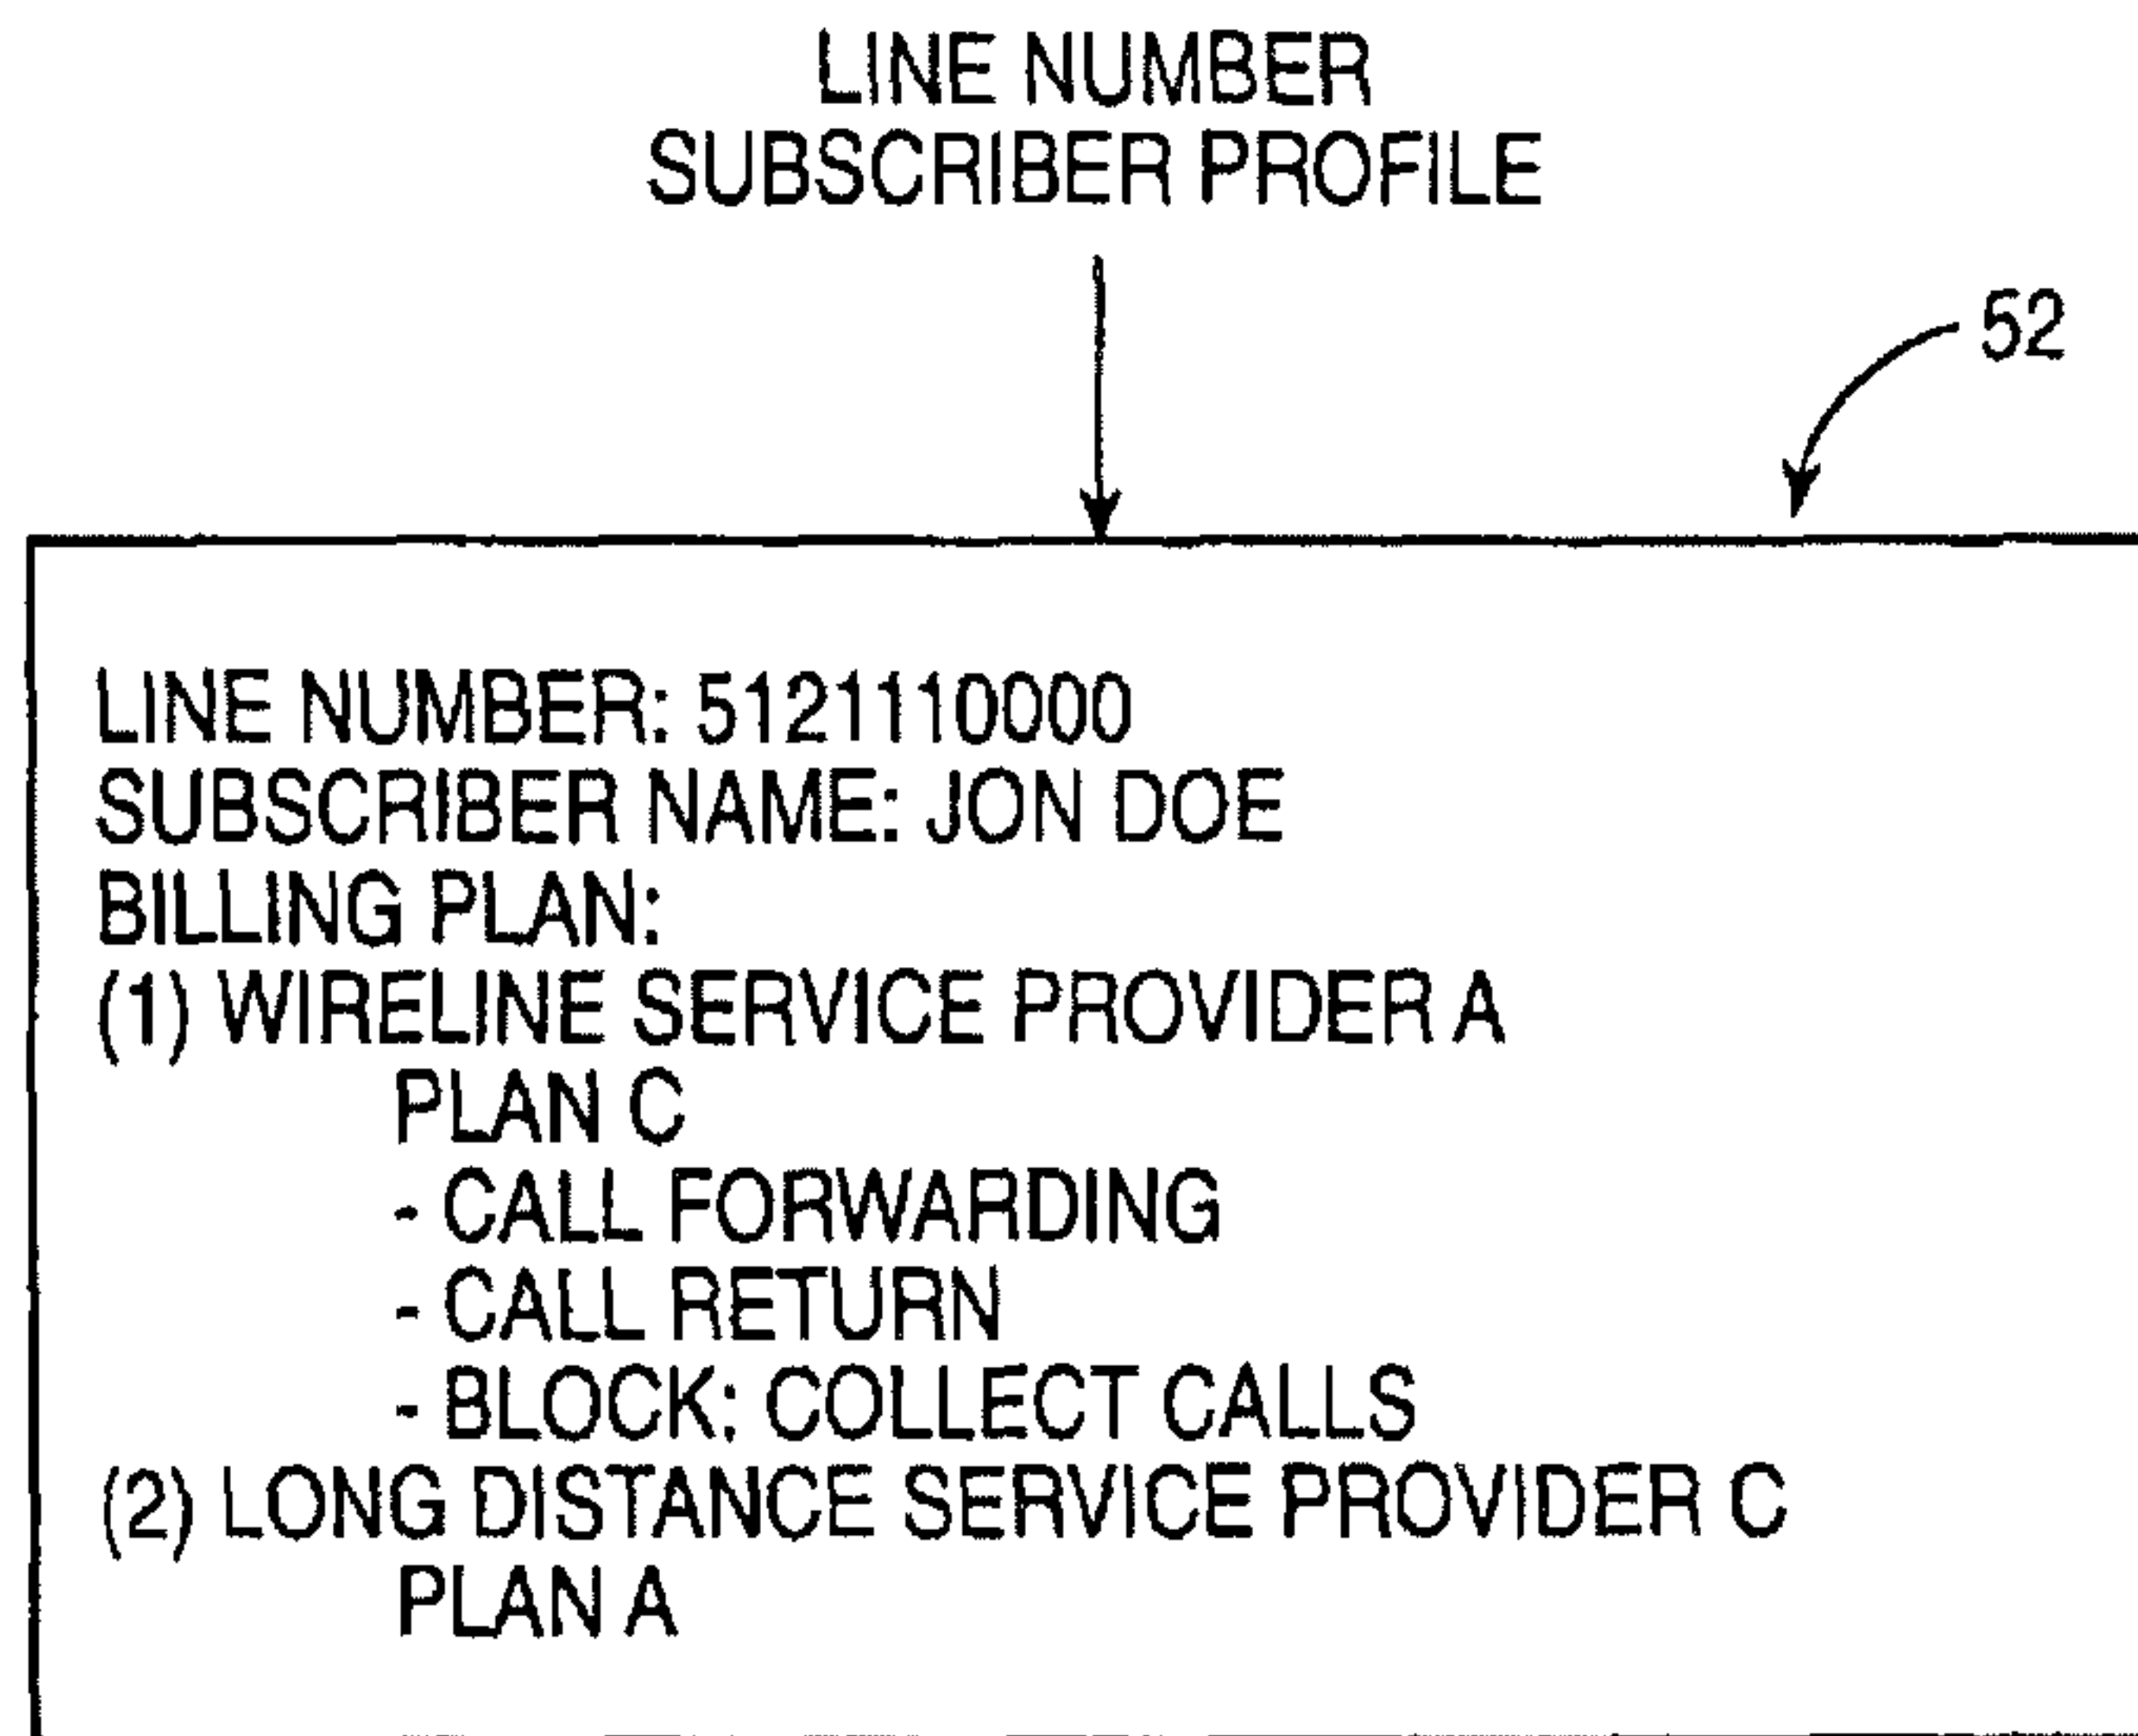 LINE NUMBER
SUBSCRIBER PROFILE
52
LINE NUMBER: 5121110000
SUBSCRIBER NAME: JON DOE
BILLING PLAN:
(1) WIRELINE SERVICE PROVIDER A
PLAN C
- CALL FORWARDING
- CALL RETURN
- BLOCK: COLLECT CALLS
(2) LONG DISTANCE SERVICE PROVIDER C
PLAN A